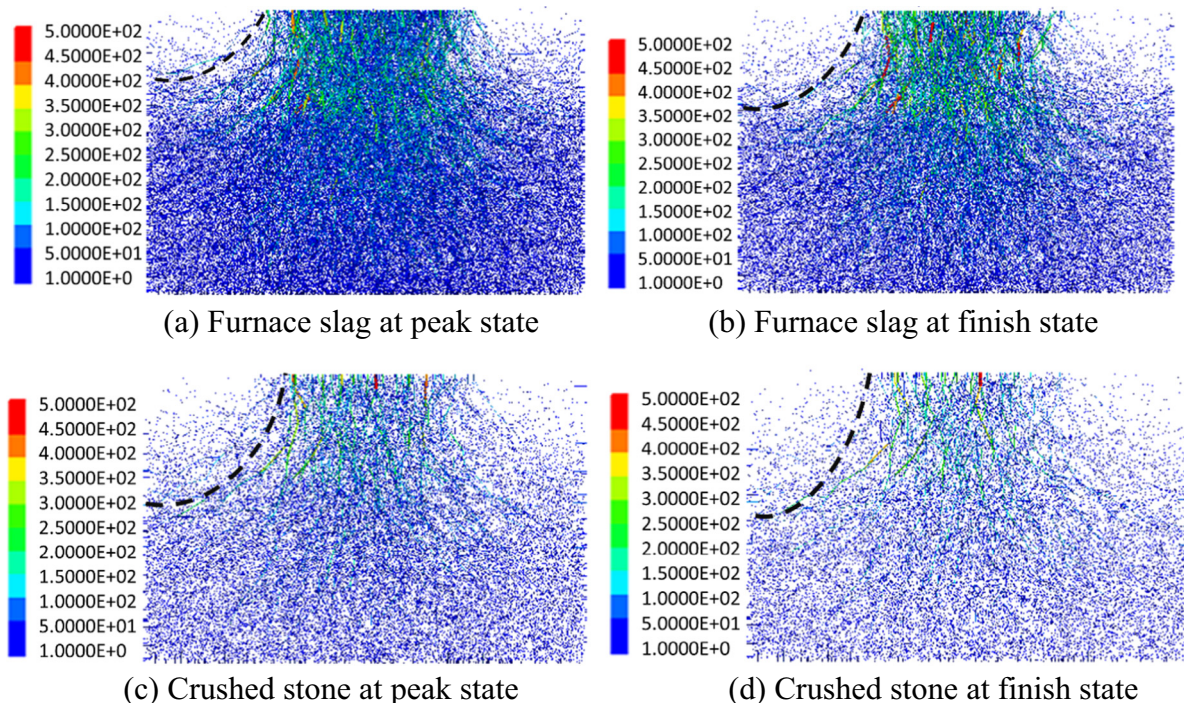 5.0000E+02
4.5000E+02
4.0000E+02
3.5000E+02
3.0000E+02
2.5000E+02
2.0000E+02
1.5000E+02
1.0000E+02
5.0000E+01
1.0000E+0
(a) Furnace slag at peak state
5.0000E+02
4.5000E+02
4.0000E+02
3.5000E+02
3.0000E+02
2.5000E+02
2.0000E+02
1.5000E+02
1.0000E+02
5.0000E+01
1.0000E+0
(b) Furnace slag at finish state
5.0000E+02
4.5000E+02
4.0000E+02
3.5000E+02
3.0000E+02
2.5000E+02
2.0000E+02
1.5000E+02
1.0000E+02
5.0000E+01
1.0000E+0
(c) Crushed stone at peak state
5.0000E+02
4.5000E+02
4.0000E+02
3.5000E+02
3.0000E+02
2.5000E+02
2.0000E+02
1.5000E+02
1.0000E+02
5.0000E+01
1.0000E+0
(d) Crushed stone at finish state